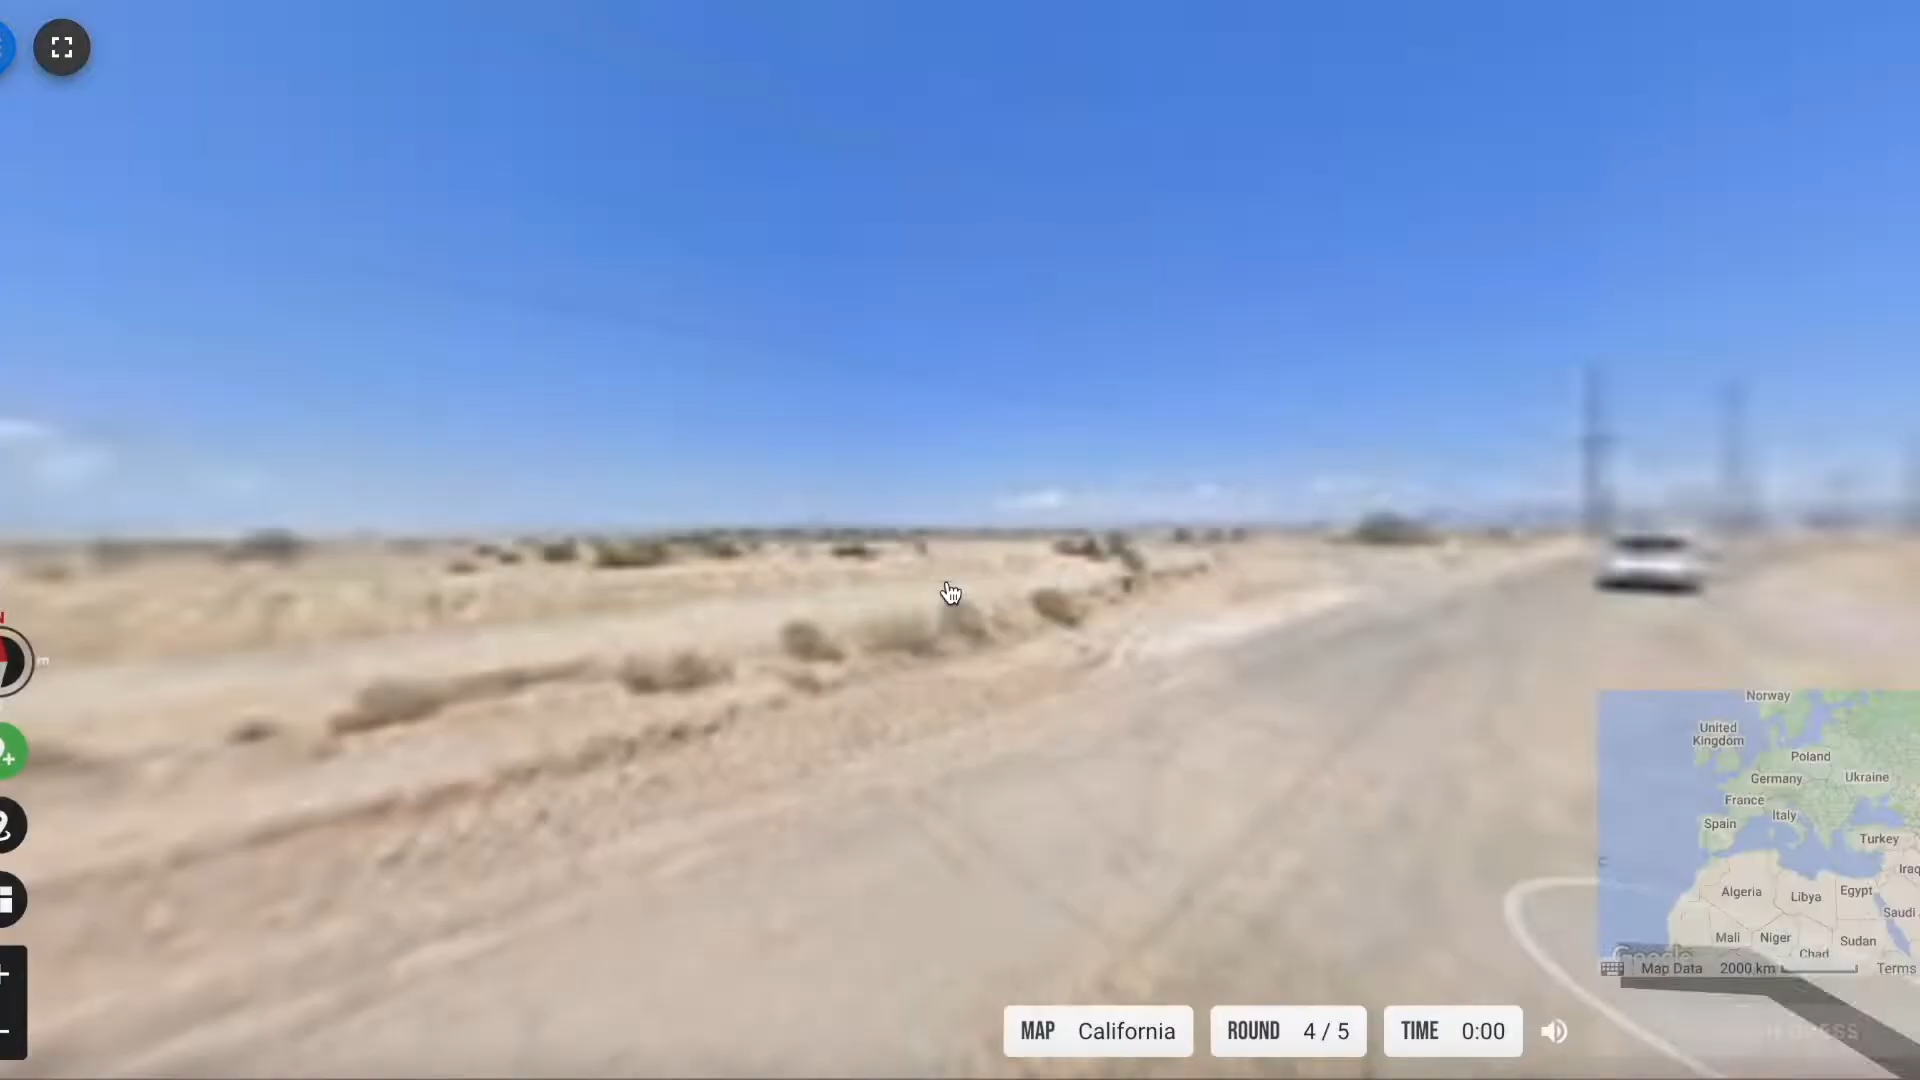 N
Norway
United
Kingdom
Poland
Germany
Ukraine
France
Italy
Spain
Turkey
Iraq
Algeria
Libya
Egypt
Saudi
Mali
Niger
Sudan
Chad
Google
Map Data
2000 km
Terms
MAP California
ROUND 4 / 5
TIME 0:00